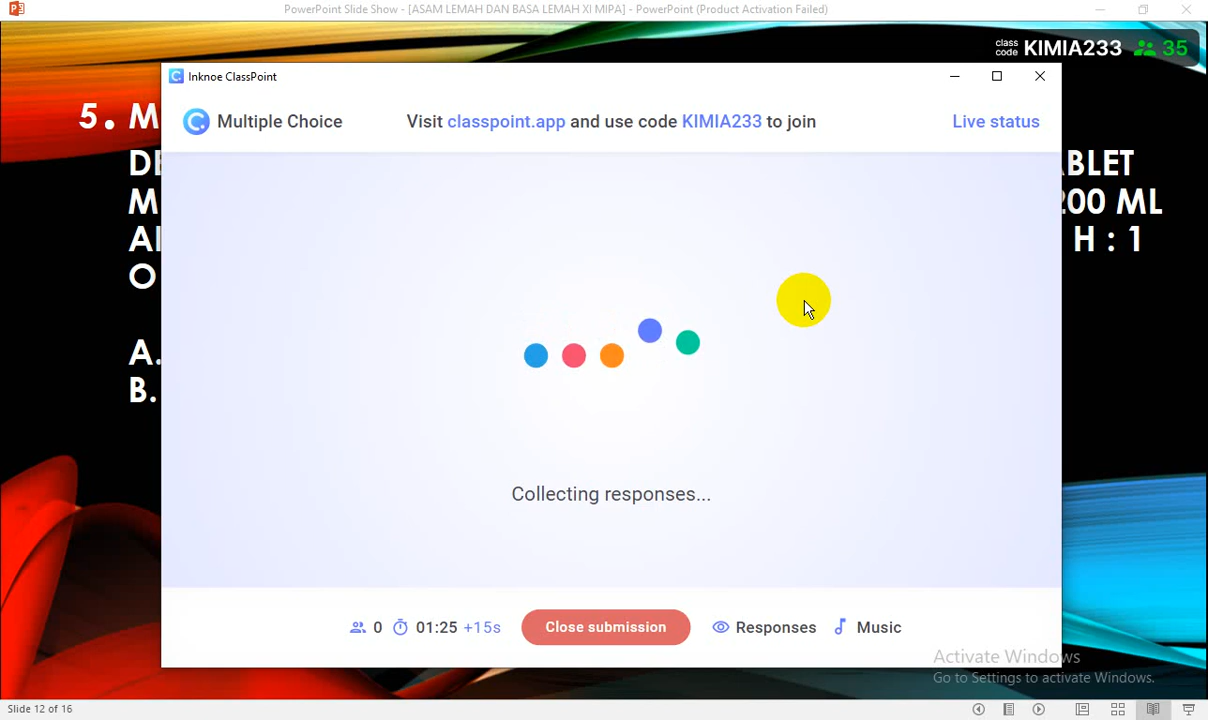 PowerPoint Slide Show - [ASAM LEMAH DAN BASA LEMAH XI MIPA] - PowerPoint (Product Activation Failed)
class code KIMIA233 35
Inknoe ClassPoint
Multiple Choice
Visit classpoint.app and use code KIMIA233 to join
Live status
5. M
200 ML
H : 1
O
A.
B.
Collecting responses...
0 01:25 +15s Close submission Responses Music
Activate Windows
Go to Settings to activate Windows.
Slide 12 of 16